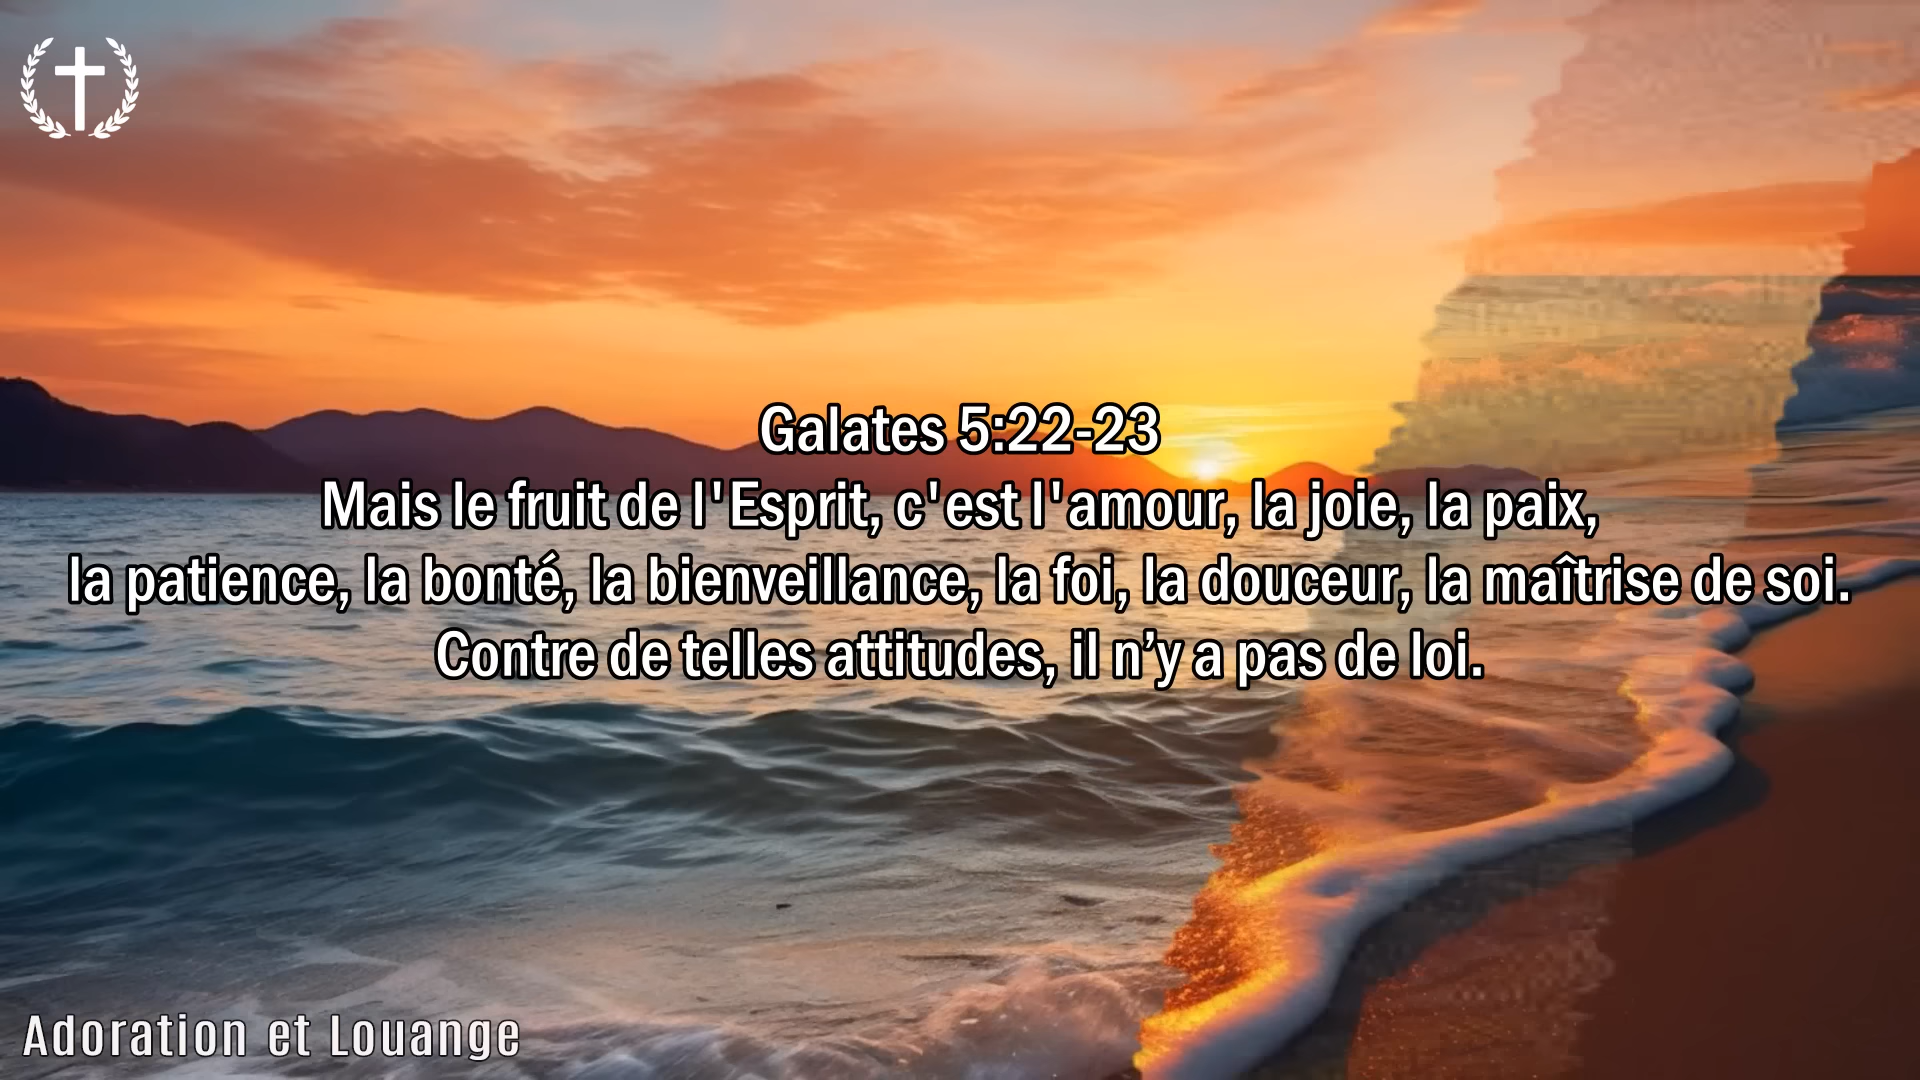 Galates 5:22-23
Mais le fruit de l'Esprit, c'est l'amour, la joie, la paix,
la patience, la bonté, la bienveillance, la foi, la douceur, la maîtrise de soi.
Contre de telles attitudes, il n’y a pas de loi.
Adoration et Louange